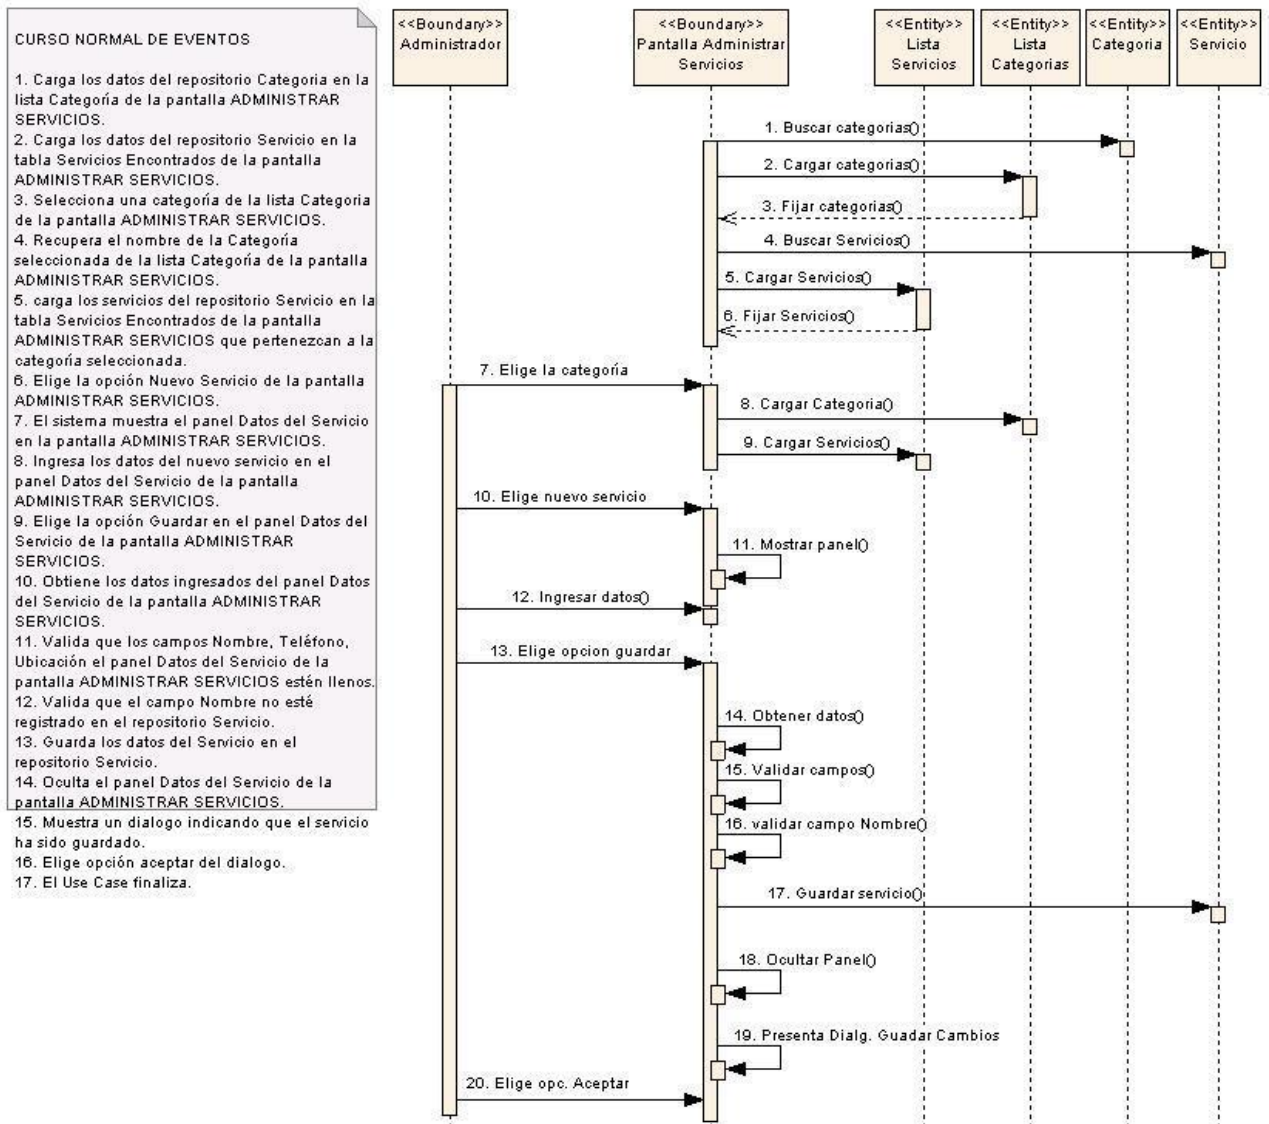 CURSO NORMAL DE EVENTOS
1. Carga los datos del repositorio Categoria en la
lista Categoría de la pantalla ADMINISTRAR
SERVICIOS.
2. Carga los datos del repositorio Servicio en la
tabla Servicios Encontrados de la pantalla
ADMINISTRAR SERVICIOS.
3. Selecciona una categoría de la lista Categoria
de la pantalla ADMINISTRAR SERVICIOS.
4. Recupera el nombre de la Categoría
seleccionada de la lista Categoría de la pantalla
ADMINISTRAR SERVICIOS.
5. carga los servicios del repositorio Servicio en la
tabla Servicios Encontrados de la pantalla
ADMINISTRAR SERVICIOS que pertenezcan a la
categoría seleccionada.
6. Elige la opción Nuevo Servicio de la pantalla
ADMINISTRAR SERVICIOS.
7. El sistema muestra el panel Datos del Servicio
en la pantalla ADMINISTRAR SERVICIOS.
8. Ingresa los datos del nuevo servicio en el
panel Datos del Servicio de la pantalla
ADMINISTRAR SERVICIOS.
9. Elige la opción Guardar en el panel Datos del
Servicio de la pantalla ADMINISTRAR
SERVICIOS.
10. Obtiene los datos ingresados del panel Datos
del Servicio de la pantalla ADMINISTRAR
SERVICIOS.
11. Valida que los campos Nombre, Teléfono,
Ubicación el panel Datos del Servicio de la
pantalla ADMINISTRAR SERVICIOS estén llenos.
12. Valida que el campo Nombre no esté
registrado en el repositorio Servicio.
13. Guarda los datos del Servicio en el
repositorio Servicio.
14. Oculta el panel Datos del Servicio de la
pantalla ADMINISTRAR SERVICIOS.
15. Muestra un dialogo indicando que el servicio
ha sido guardado.
16. Elige opción aceptar del dialogo.
17. El Use Case finaliza.
<<Boundary>>
Administrador
<<Boundary>>
Pantalla Administrar
Servicios
<<Entity>>
Lista
Servicios
<<Entity>>
Lista
Categorias
<<Entity>>
Categoria
<<Entity>>
Servicio
1. Buscar categorias()
2. Cargar categorias()
3. Fijar categorias()
4. Buscar Servicios()
5. Cargar Servicios()
6. Fijar Servicios()
7. Elige la categoría
8. Cargar Categoria()
9. Cargar Servicios()
10. Elige nuevo servicio
11. Mostrar panel()
12. Ingresar datos()
13. Elige opcion guardar
14. Obtener datos()
15. Validar campos()
16. validar campo Nombre()
17. Guardar servicio()
18. Ocultar Panel()
19. Presenta Dialg. Guadar Cambios
20. Elige opc. Aceptar